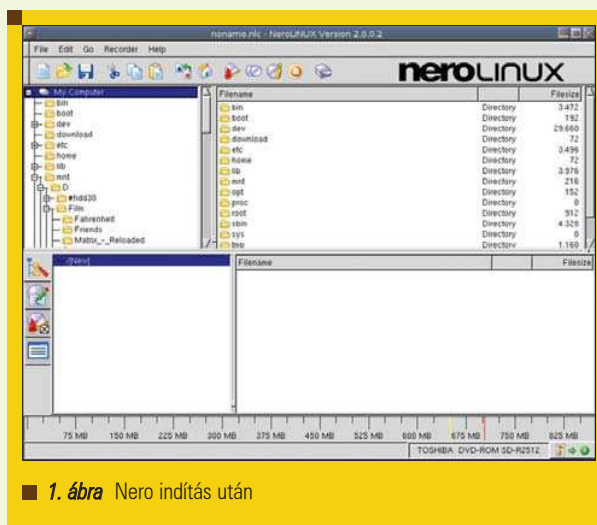 noname.nlc - NeroLINUX Version 2.0.0.2
File Edit Go Recorder Help
neroLINUX
My Computer
bin
boot
dev
download
etc
home
lib
mnt
D
#hdd30
Film
Fahrenheit
Friends
Matrix_-_Reloaded
Filename Filesize
bin Directory 3.472
boot Directory 192
dev Directory 29.660
download Directory 72
etc Directory 3.496
home Directory 72
lib Directory 3.976
mnt Directory 216
opt Directory 152
proc Directory 0
root Directory 912
sbin Directory 4.328
sys Directory 0
tmp Directory 1.160
[New]
Filename Filesize
75 MB 150 MB 225 MB 300 MB 375 MB 450 MB 525 MB 600 MB 675 MB 750 MB 825 MB
TOSHIBA DVD-ROM SD-R2512
1. ábra Nero indítás után